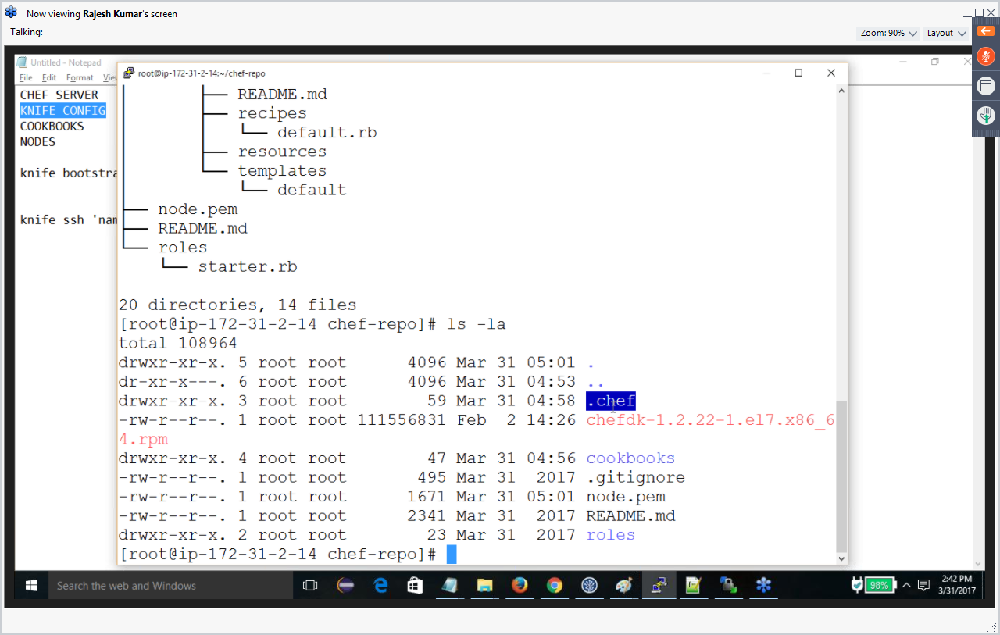 Now viewing Rajesh Kumar's screen
Talking:
Zoom: 90%
Layout
Untitled - Notepad
File Edit Format View
CHEF SERVER
KNIFE CONFIG
COOKBOOKS
NODES
knife bootstra
knife ssh 'nam
root@ip-172-31-2-14:~/chef-repo
├── README.md
├── recipes
└── default.rb
├── resources
└── templates
└── default
├── node.pem
├── README.md
└── roles
└── starter.rb
20 directories, 14 files
[root@ip-172-31-2-14 chef-repo]# ls -la
total 108964
drwxr-xr-x. 5 root root 4096 Mar 31 05:01 .
dr-xr-x---. 6 root root 4096 Mar 31 04:53 ..
drwxr-xr-x. 3 root root 59 Mar 31 04:58 .chef
-rw-r--r--. 1 root root 111556831 Feb 2 14:26 chefdk-1.2.22-1.el7.x86_6
4.rpm
drwxr-xr-x. 4 root root 47 Mar 31 04:56 cookbooks
-rw-r--r--. 1 root root 495 Mar 31 2017 .gitignore
-rw-r--r--. 1 root root 1671 Mar 31 05:01 node.pem
-rw-r--r--. 1 root root 2341 Mar 31 2017 README.md
drwxr-xr-x. 2 root root 23 Mar 31 2017 roles
[root@ip-172-31-2-14 chef-repo]#
Search the web and Windows
98%
2:42 PM
3/31/2017